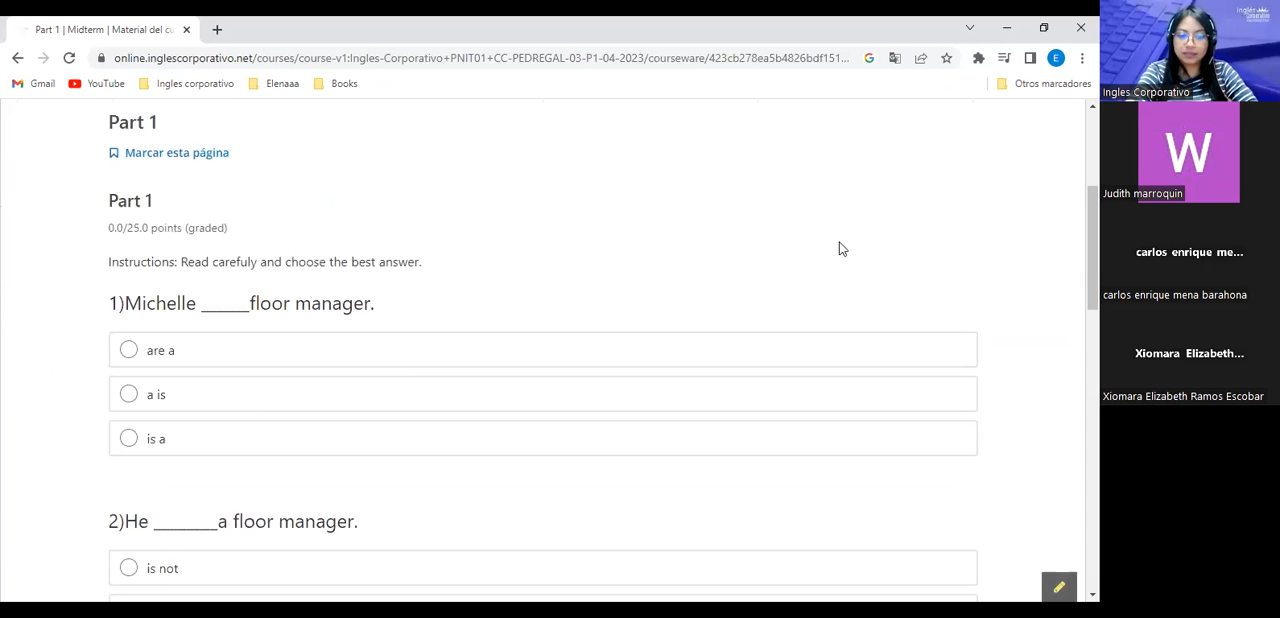 Part 1 | Midterm | Material del cu
online.inglescorporativo.net/courses/course-v1:Ingles-Corporativo+PNIT01+IC-PEDREGAL-03-P1-04-2023/courseware/423cb278ea5b4826bdf151...
E
Gmail
YouTube
Ingles corporativo
Elenaaa
Books
Otros marcadores
Part 1
Marcar esta página
Part 1
0.0/25.0 points (graded)
Instructions: Read carefuly and choose the best answer.
1)Michelle ______floor manager.
are a
a is
is a
2)He ________a floor manager.
is not
Ingles Corporativo
W
Judith marroquin
carlos enrique me...
carlos enrique mena barahona
Xiomara Elizabeth...
Xiomara Elizabeth Ramos Escobar